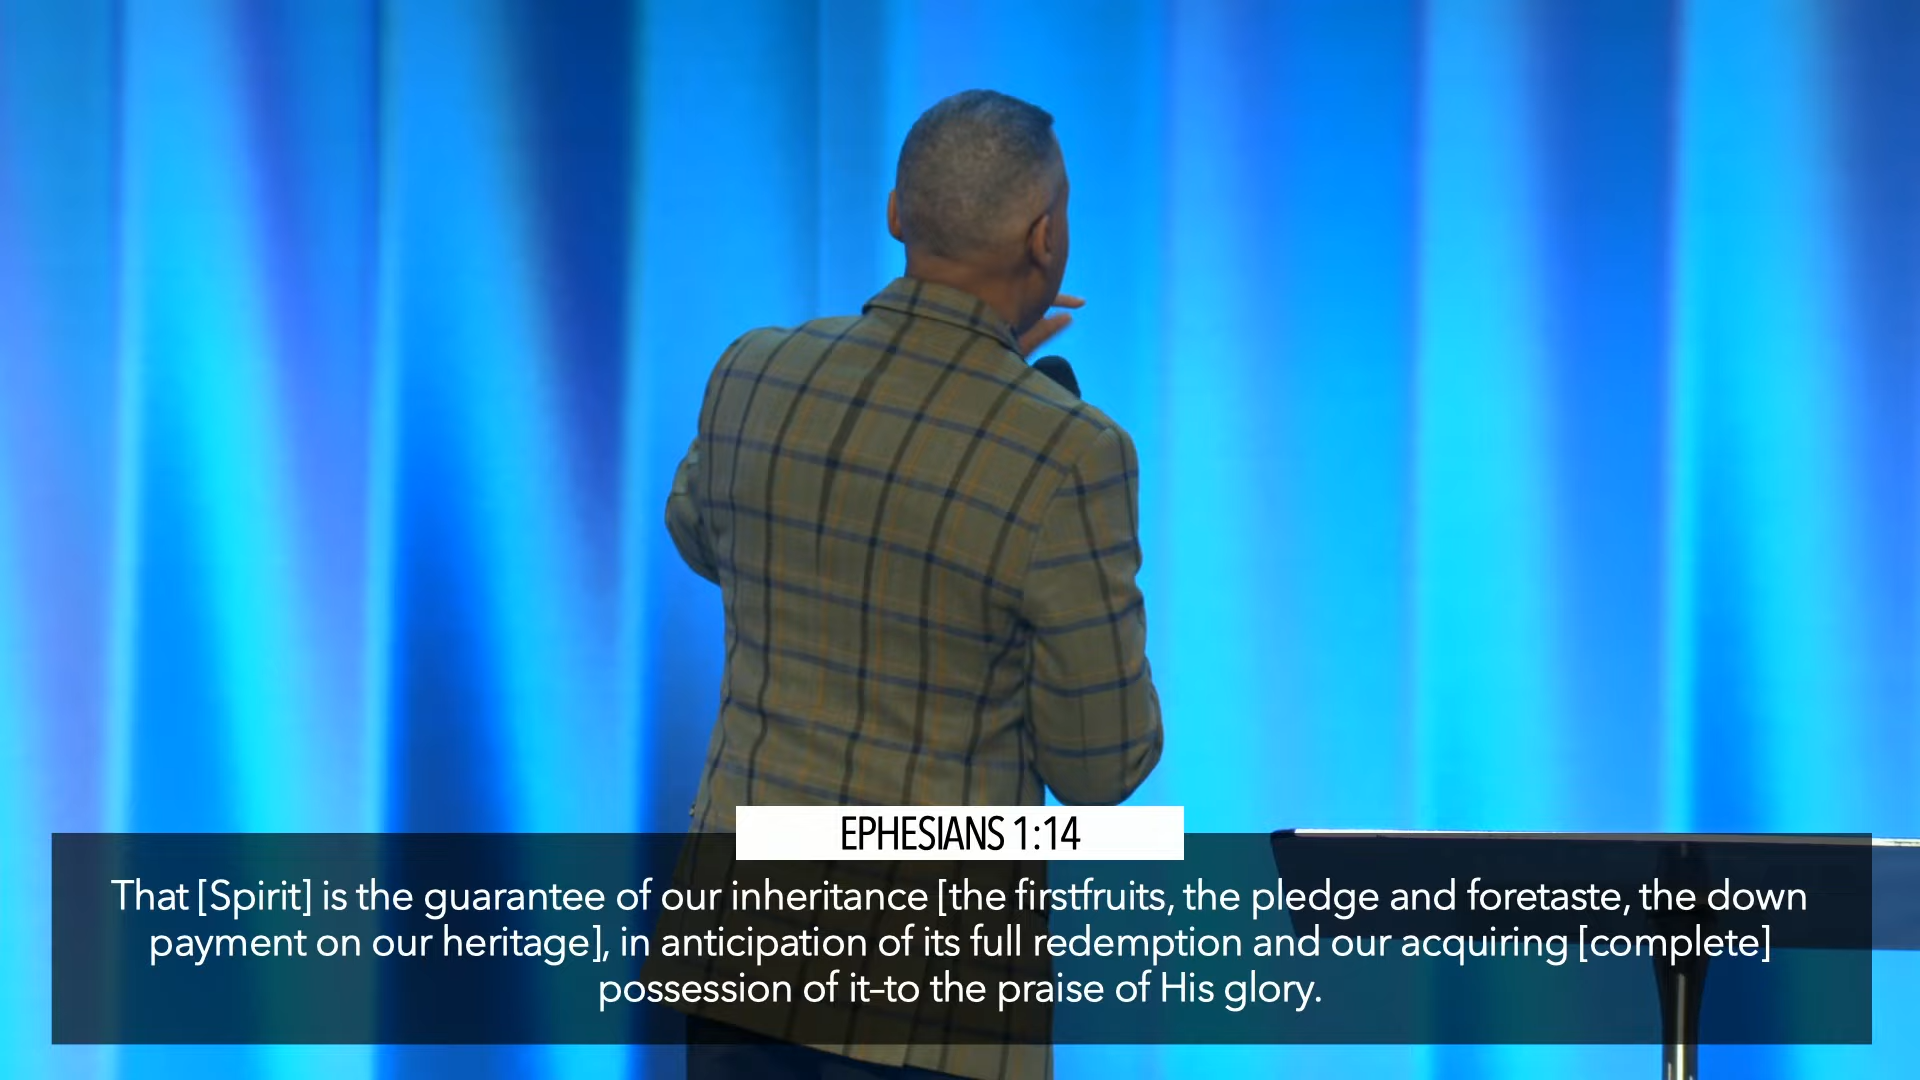 EPHESIANS 1:14
That [Spirit] is the guarantee of our inheritance [the firstfruits, the pledge and foretaste, the down
payment on our heritage], in anticipation of its full redemption and our acquiring [complete]
possession of it–to the praise of His glory.